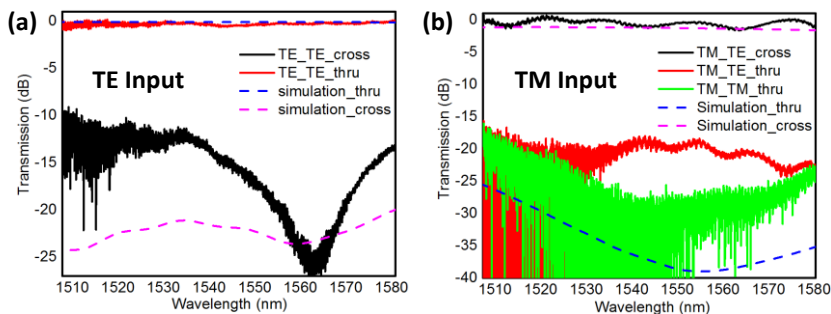 (a)
0
-5
-10
-15
-20
-25
Transmission (dB)
TE_TE_cross
TE_TE_thru
simulation_thru
simulation_cross
TE Input
1510 1520 1530 1540 1550 1560 1570 1580
Wavelength (nm)
(b)
0
-5
-10
-15
-20
-25
-30
-35
-40
Transmission (dB)
TM_TE_cross
TM_TE_thru
TM_TM_thru
Simulation_thru
Simulation_cross
TM Input
1510 1520 1530 1540 1550 1560 1570 1580
Wavelength (nm)